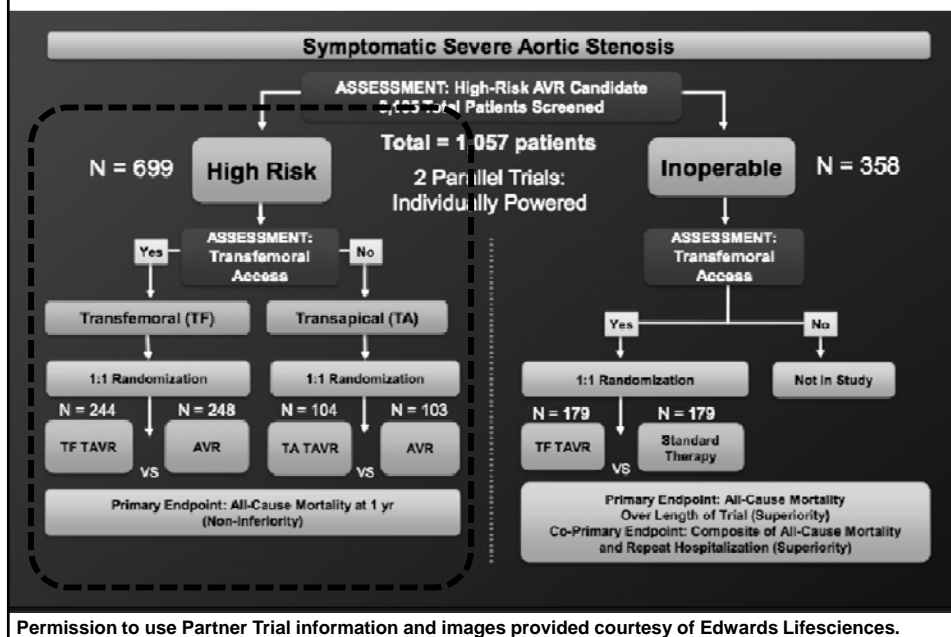 Symptomatic Severe Aortic Stenosis
ASSESSMENT: High-Risk AVR Candidate
Total Patients Screened
Total = 1,057 patients
2 Parallel Trials:
Individually Powered
N = 699
High Risk
Inoperable
N = 358
ASSESSMENT:
Transfemoral
Access
Yes
No
Transfemoral (TF)
Transapical (TA)
1:1 Randomization
1:1 Randomization
N = 244
N = 248
N = 104
N = 103
TF TAVR
VS
AVR
TA TAVR
VS
AVR
Primary Endpoint: All-Cause Mortality at 1 yr
(Non-inferiority)
ASSESSMENT:
Transfemoral
Access
Yes
No
1:1 Randomization
Not In Study
N = 179
N = 179
TF TAVR
VS
Standard
Therapy
Primary Endpoint: All-Cause Mortality
Over Length of Trial (Superiority)
Co-Primary Endpoint: Composite of All-Cause Mortality
and Repeat Hospitalization (Superiority)
Permission to use Partner Trial information and images provided courtesy of Edwards Lifesciences.